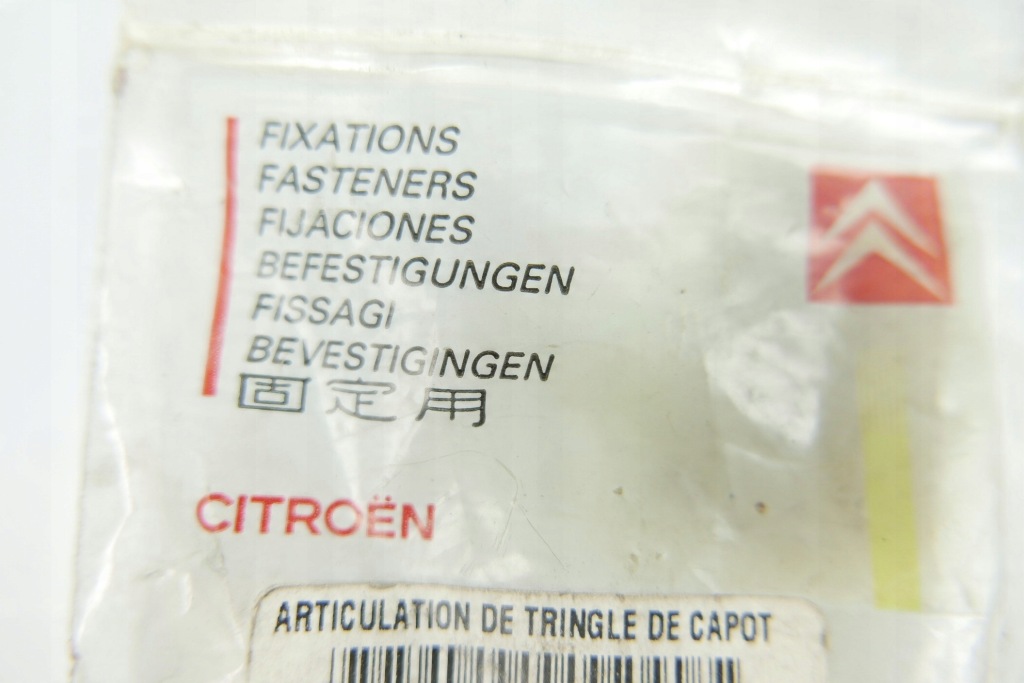 FIXATIONS
FASTENERS
FIJACIONES
BEFESTIGUNGEN
FISSAGI
BEVESTIGINGEN
固定用
CITROËN
ARTICULATION DE TRINGLE DE CAPOT